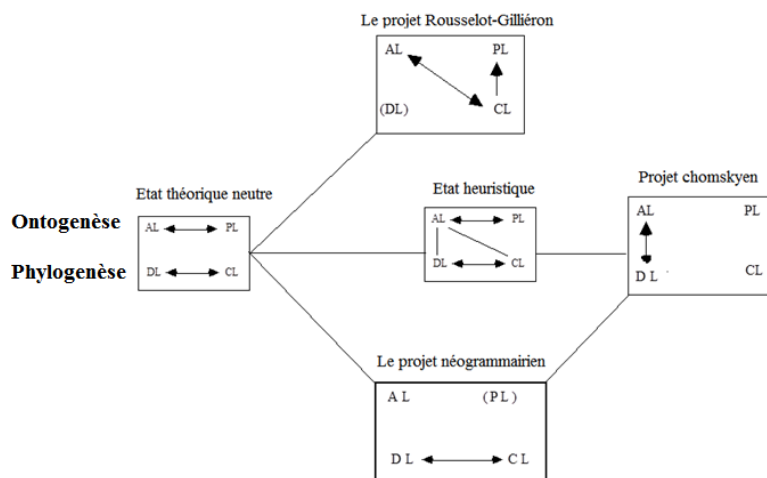 Le projet Rousselot-Gilliéron
AL PL
(DL) CL
Etat théorique neutre
Etat heuristique
Projet chomskyen
Ontogenèse
AL PL
AL PL
AL PL
Phylogenèse
DL CL
DL CL
D L CL
Le projet néogrammairien
A L (P L)
D L C L